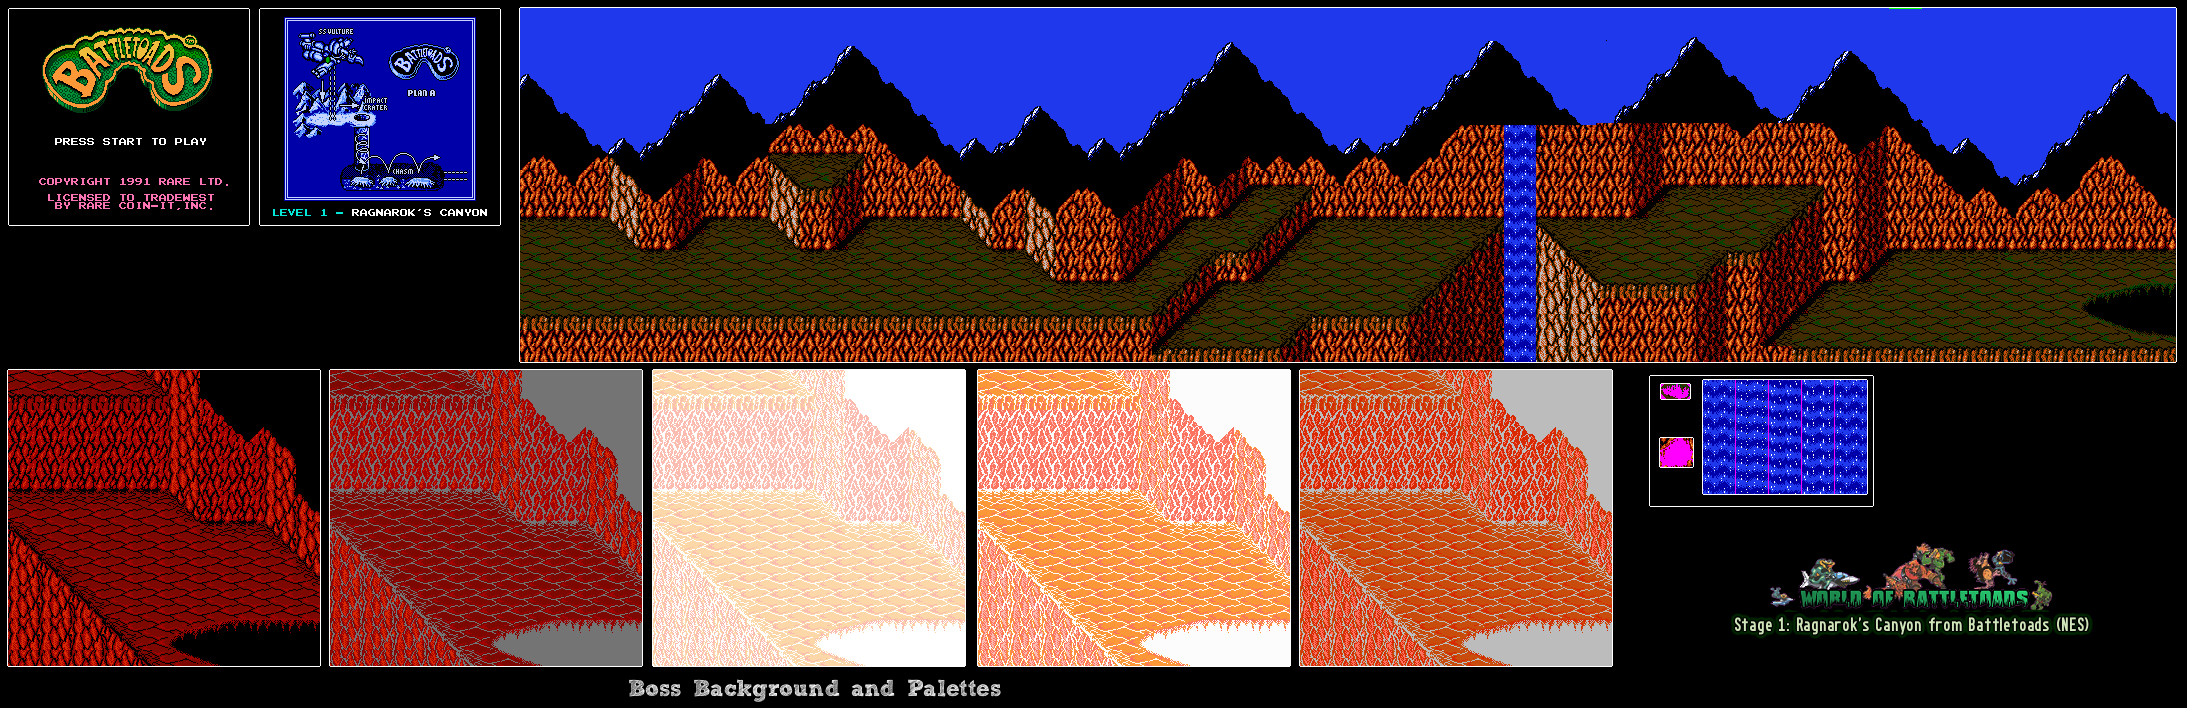 BATTLETOADS
TM
PRESS START TO PLAY
COPYRIGHT 1991 RARE LTD.
LICENSED TO TRADEWEST
BY RARE COIN-IT,INC.
SS VULTURE
BATTLETOADS
PLAN A
IMPACT
CRATER
CHASM
LEVEL 1 - RAGNAROK'S CANYON
WORLD OF BATTLETOADS
Stage 1: Ragnarok's Canyon from Battletoads (NES)
Boss Background and Palettes